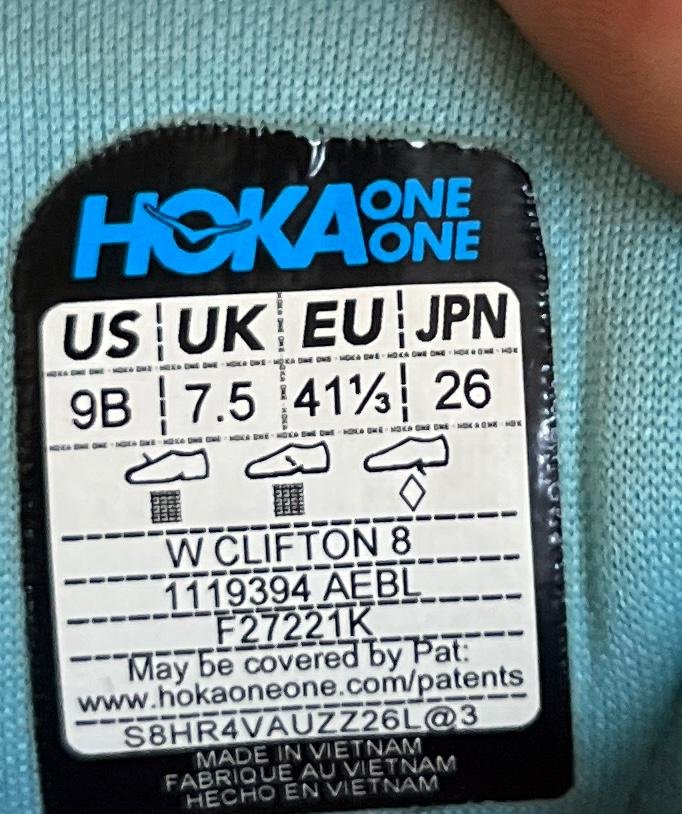 HOKA ONE ONE
US UK EU JPN
9B 7.5 41⅓ 26
W CLIFTON 8
1119394 AEBL
F27221K
May be covered by Pat:
www.hokaoneone.com/patents
S8HR4VAUZZ26L@3
MADE IN VIETNAM
FABRIQUE AU VIETNAM
HECHO EN VIETNAM